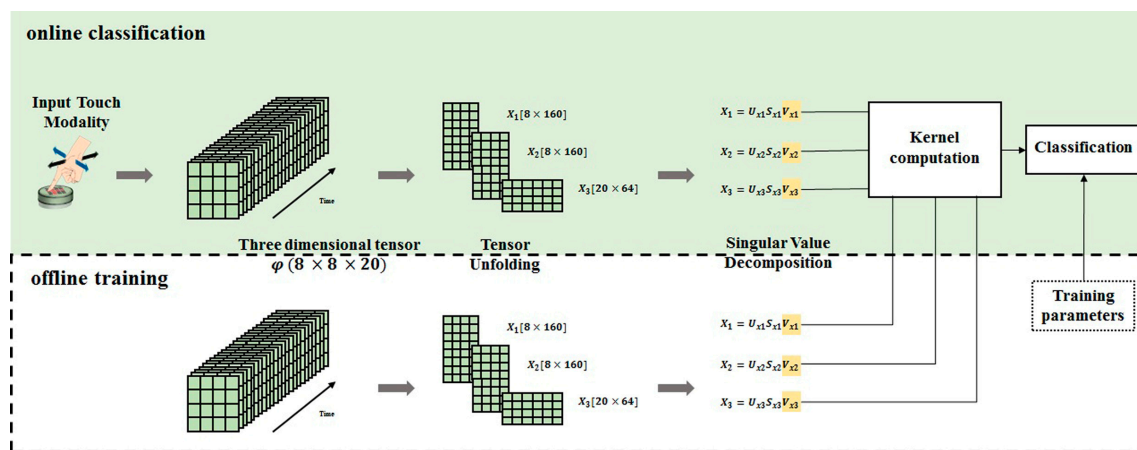 online classification
Input Touch
Modality
Time
Three dimensional tensor
φ (8 × 8 × 20)
X₁[8 × 160]
X₂[8 × 160]
X₃[20 × 64]
Tensor
Unfolding
X₁ = Uₓ₁Sₓ₁Vₓ₁
X₂ = Uₓ₂Sₓ₂Vₓ₂
X₃ = Uₓ₃Sₓ₃Vₓ₃
Singular Value
Decomposition
Kernel
computation
Classification
Training
parameters
offline training
Time
X₁[8 × 160]
X₂[8 × 160]
X₃[20 × 64]
X₁ = Uₓ₁Sₓ₁Vₓ₁
X₂ = Uₓ₂Sₓ₂Vₓ₂
X₃ = Uₓ₃Sₓ₃Vₓ₃